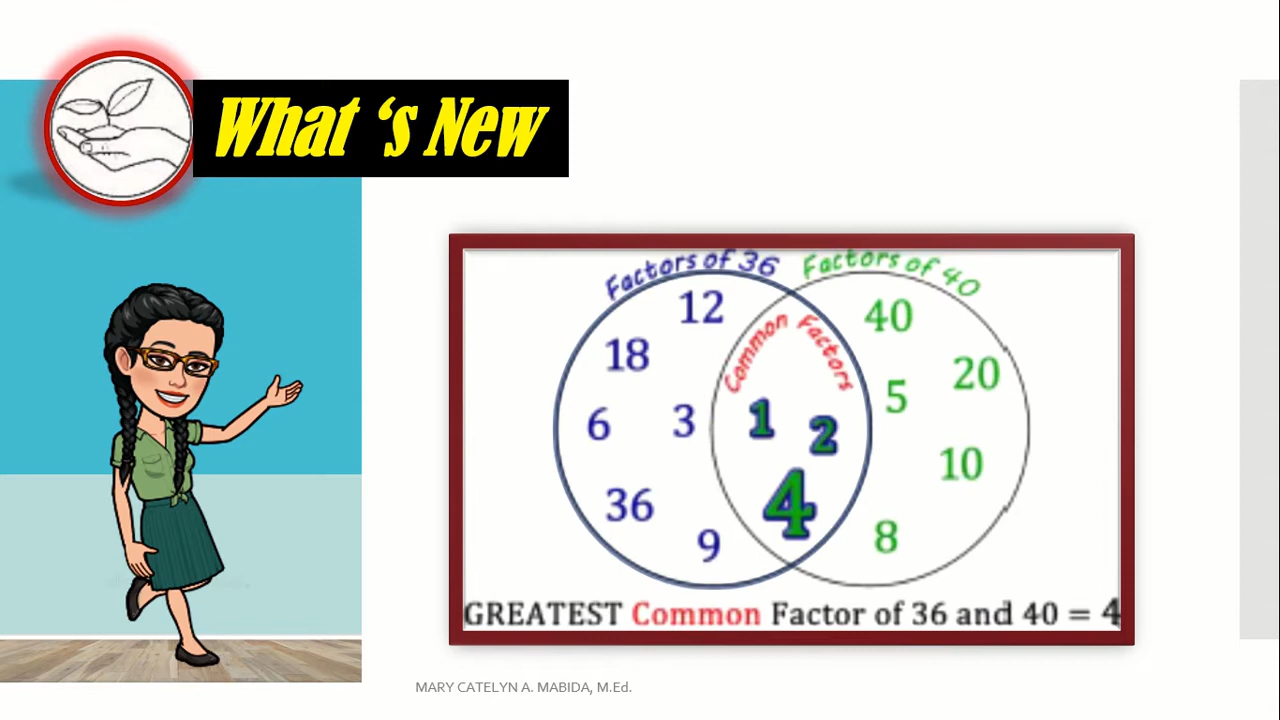 What ‘s New
Factors of 36
Factors of 40
Common Factors
12
18
6
3
36
9
1
2
4
40
20
5
10
8
GREATEST Common Factor of 36 and 40 = 4
MARY CATELYN A. MABIDA, M.Ed.